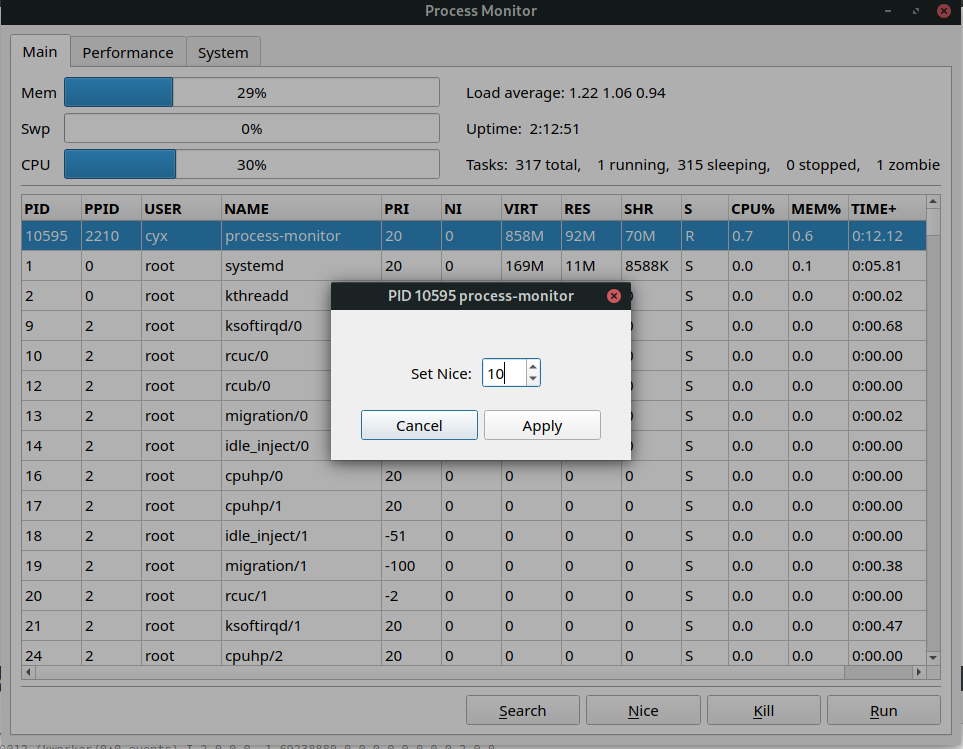 Process Monitor
Main Performance System
Mem 29% Load average: 1.22 1.06 0.94
Swp 0% Uptime: 2:12:51
CPU 30% Tasks: 317 total, 1 running, 315 sleeping, 0 stopped, 1 zombie
PID PPID USER NAME PRI NI VIRT RES SHR S CPU% MEM% TIME+
10595 2210 cyx process-monitor 20 0 858M 92M 70M R 0.7 0.6 0:12.12
1 0 root systemd 20 0 169M 11M 8588K S 0.0 0.1 0:05.81
2 0 root kthreadd S 0.0 0.0 0:00.02
9 2 root ksoftirqd/0 S 0.0 0.0 0:00.68
10 2 root rcuc/0 S 0.0 0.0 0:00.00
12 2 root rcub/0 S 0.0 0.0 0:00.00
13 2 root migration/0 S 0.0 0.0 0:00.02
14 2 root idle_inject/0 S 0.0 0.0 0:00.00
16 2 root cpuhp/0 20 0 0 0 0 S 0.0 0.0 0:00.00
17 2 root cpuhp/1 20 0 0 0 0 S 0.0 0.0 0:00.00
18 2 root idle_inject/1 -51 0 0 0 0 S 0.0 0.0 0:00.00
19 2 root migration/1 -100 0 0 0 0 S 0.0 0.0 0:00.38
20 2 root rcuc/1 -2 0 0 0 0 S 0.0 0.0 0:00.00
21 2 root ksoftirqd/1 20 0 0 0 0 S 0.0 0.0 0:00.47
24 2 root cpuhp/2 20 0 0 0 0 S 0.0 0.0 0:00.00
PID 10595 process-monitor
Set Nice: 10
Cancel Apply
Search Nice Kill Run